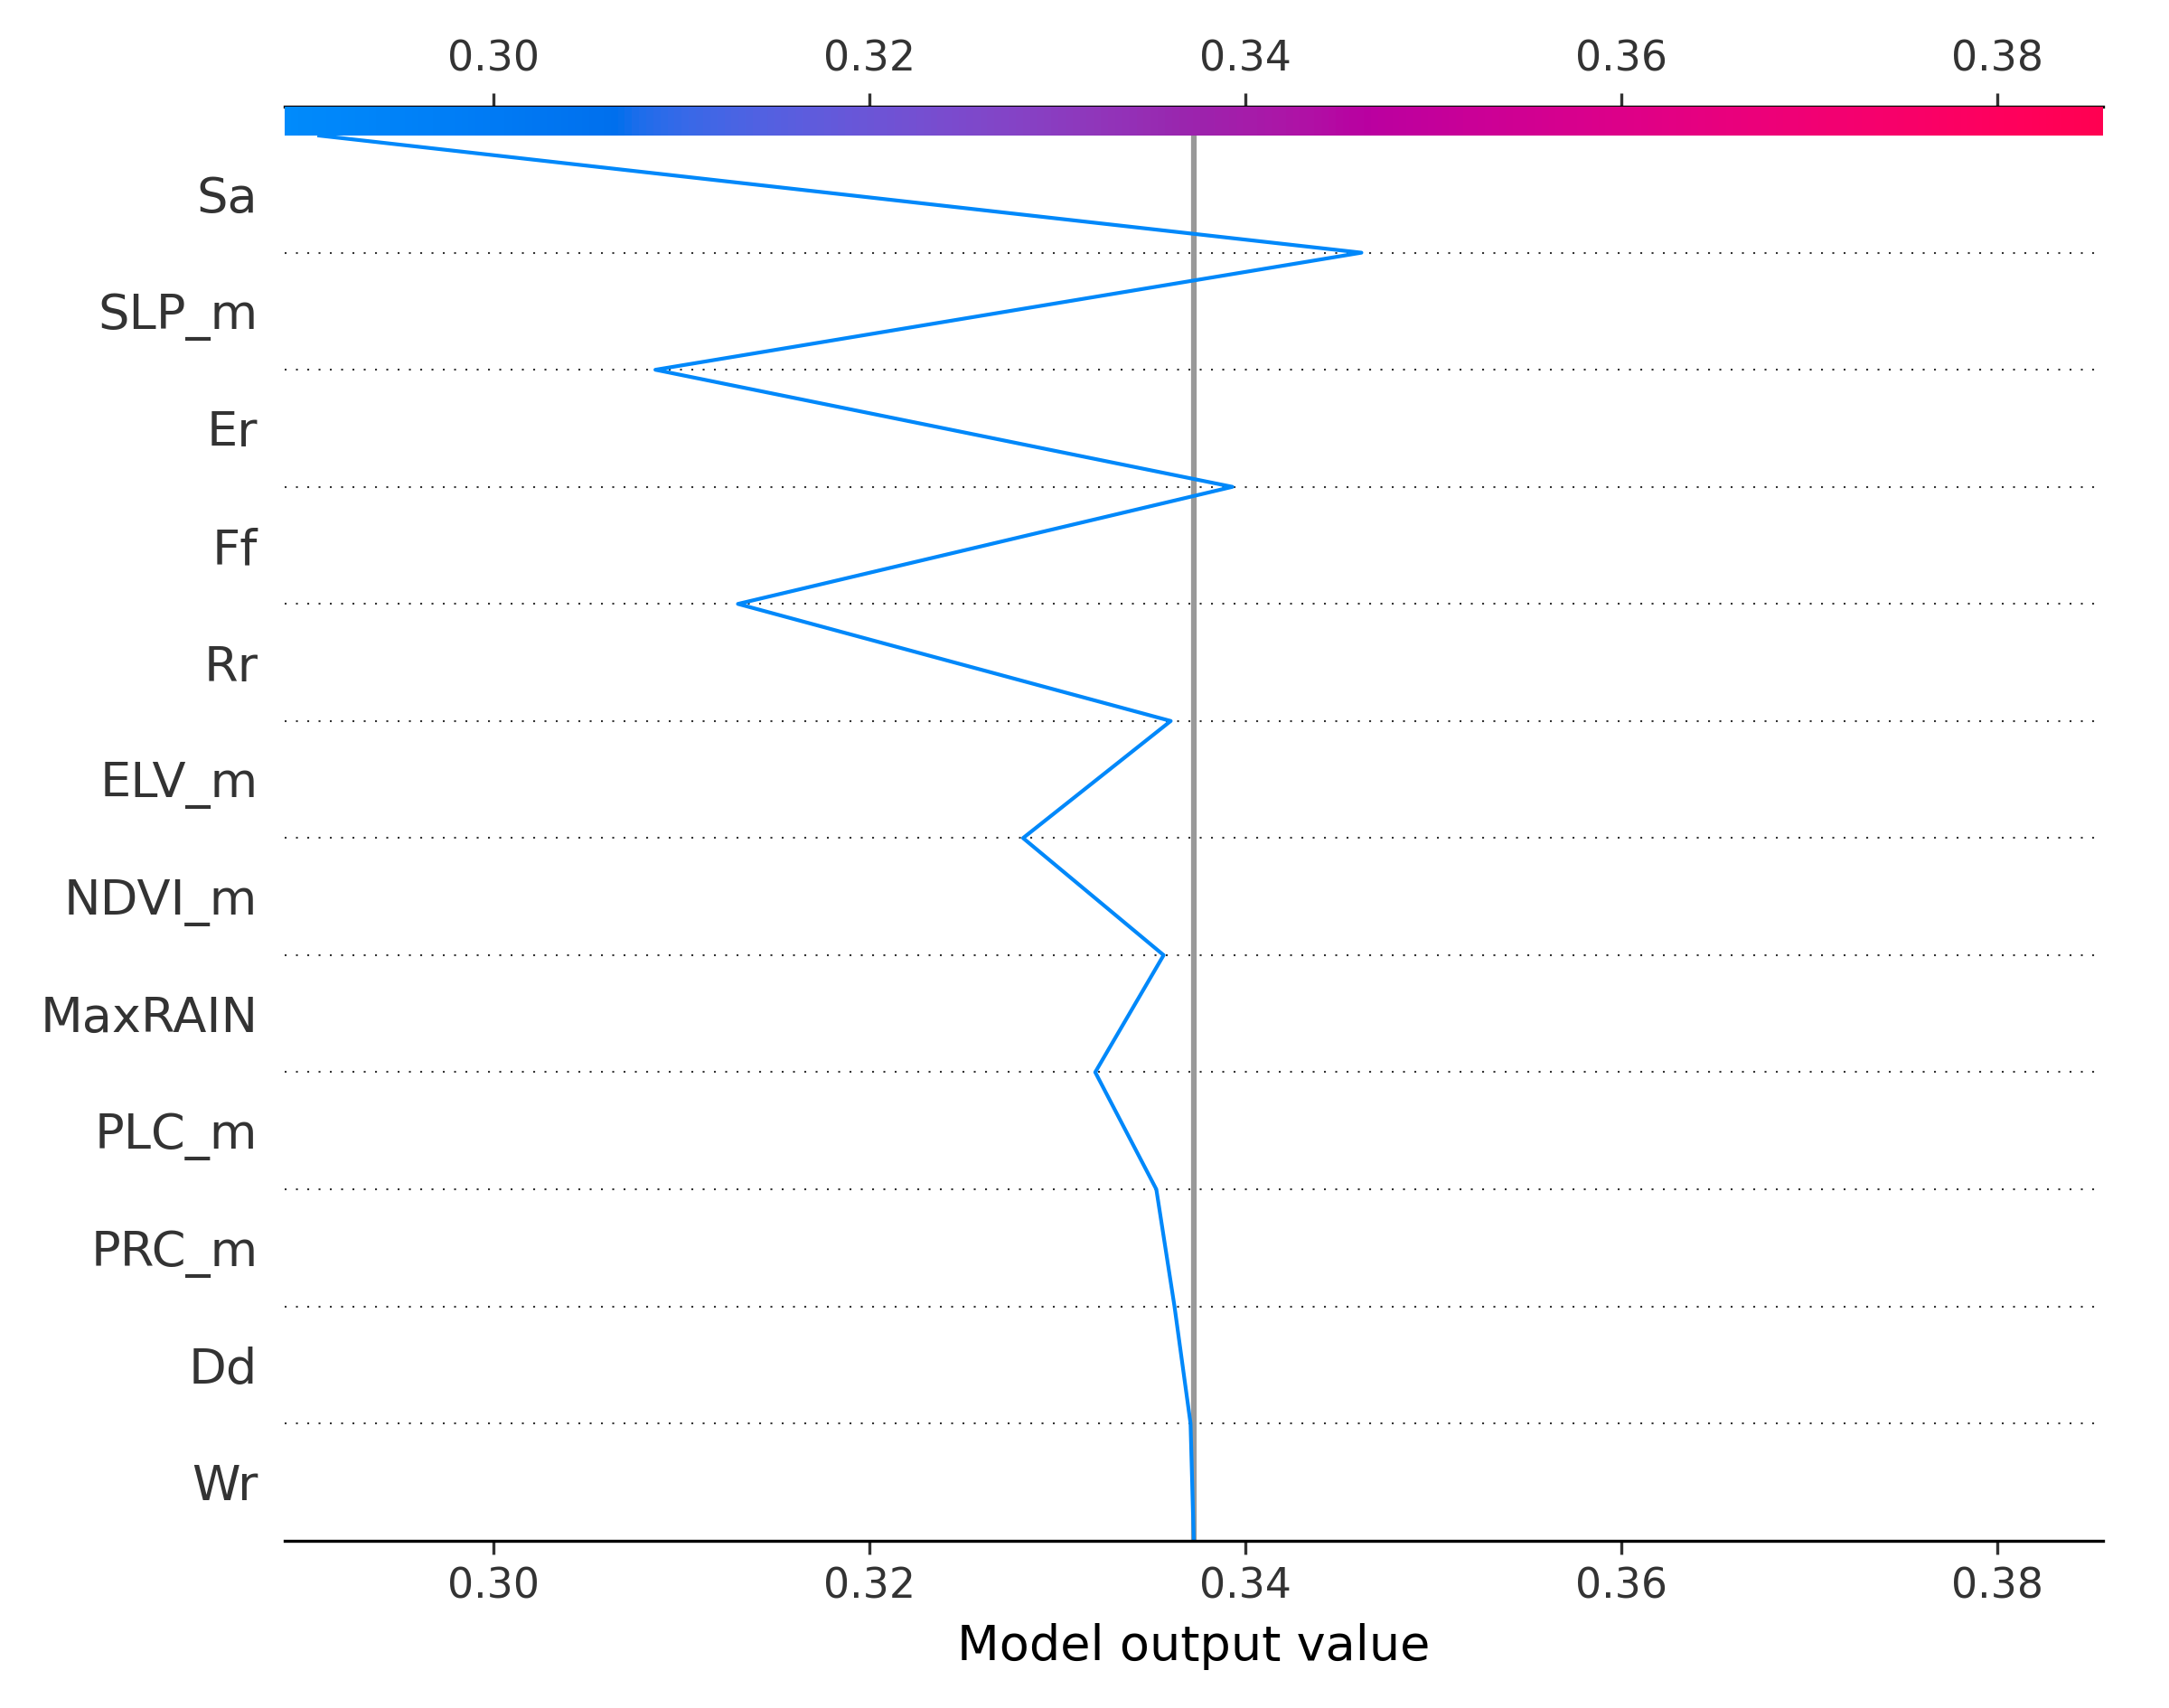 0.30 0.32 0.34 0.36 0.38
Sa
SLP_m
Er
Ff
Rr
ELV_m
NDVI_m
MaxRAIN
PLC_m
PRC_m
Dd
Wr
0.30 0.32 0.34 0.36 0.38
Model output value